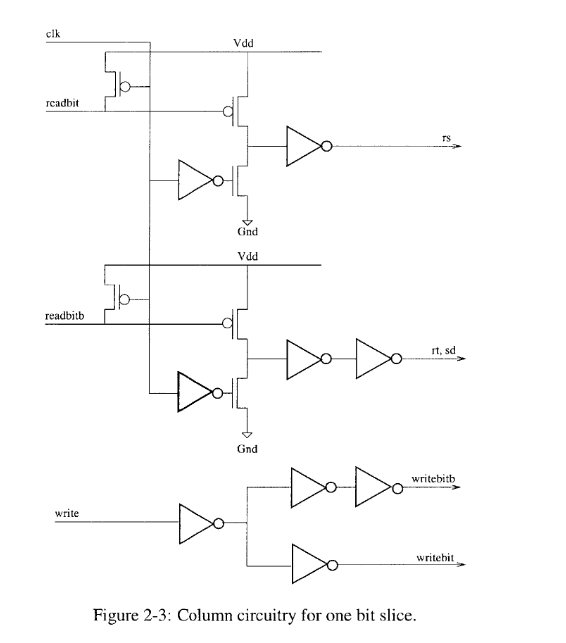 clk
Vdd
readbit
rs
Gnd
Vdd
readbitb
rt, sd
Gnd
writebitb
write
writebit
Figure 2-3: Column circuitry for one bit slice.